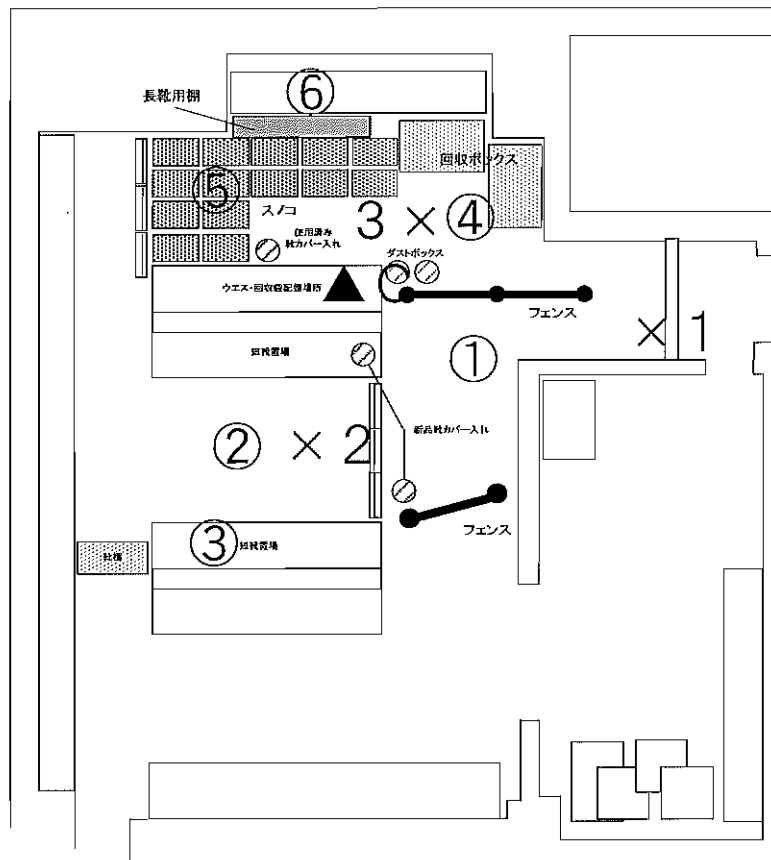 ⑥
長靴用棚
回収ボックス
⑤
スノコ
3 × ④
使用済み
靴カバー入れ
ダストボックス
ウエス・回収袋配備場所
フェンス
× 1
短靴置場
①
② × 2
新品靴カバー入れ
フェンス
③
短靴置場